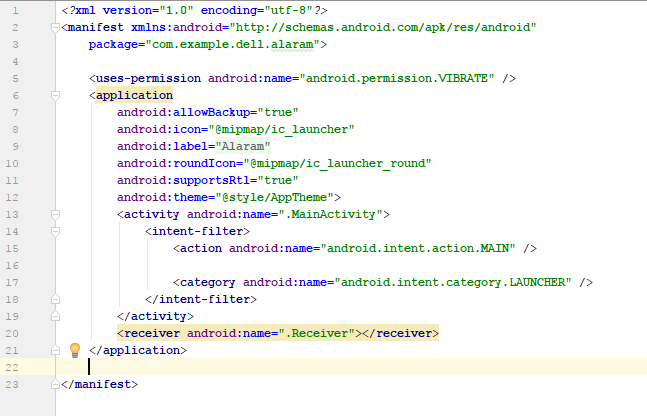 1 <?xml version="1.0" encoding="utf-8"?>
2 <manifest xmlns:android="http://schemas.android.com/apk/res/android"
3     package="com.example.dell.alaram">
4
5     <uses-permission android:name="android.permission.VIBRATE" />
6     <application
7         android:allowBackup="true"
8         android:icon="@mipmap/ic_launcher"
9         android:label="Alaram"
10         android:roundIcon="@mipmap/ic_launcher_round"
11         android:supportsRtl="true"
12         android:theme="@style/AppTheme">
13         <activity android:name=".MainActivity">
14             <intent-filter>
15                 <action android:name="android.intent.action.MAIN" />
16
17                 <category android:name="android.intent.category.LAUNCHER" />
18             </intent-filter>
19         </activity>
20         <receiver android:name=".Receiver"></receiver>
21     </application>
22
23 </manifest>